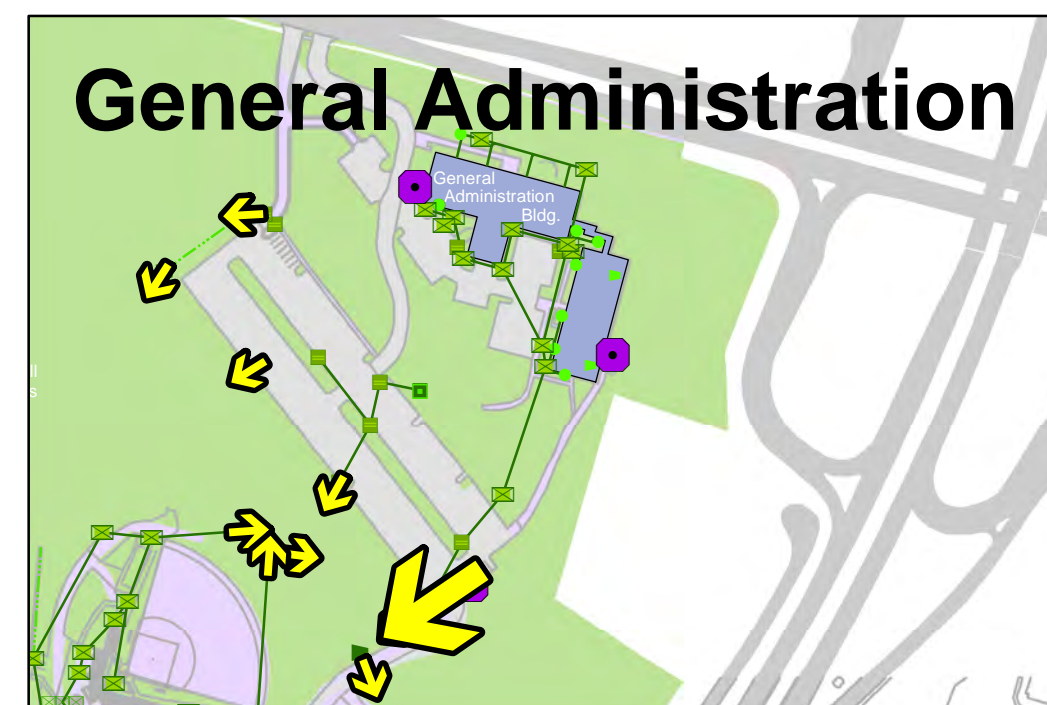 General Administration
General
Administration
Bldg.